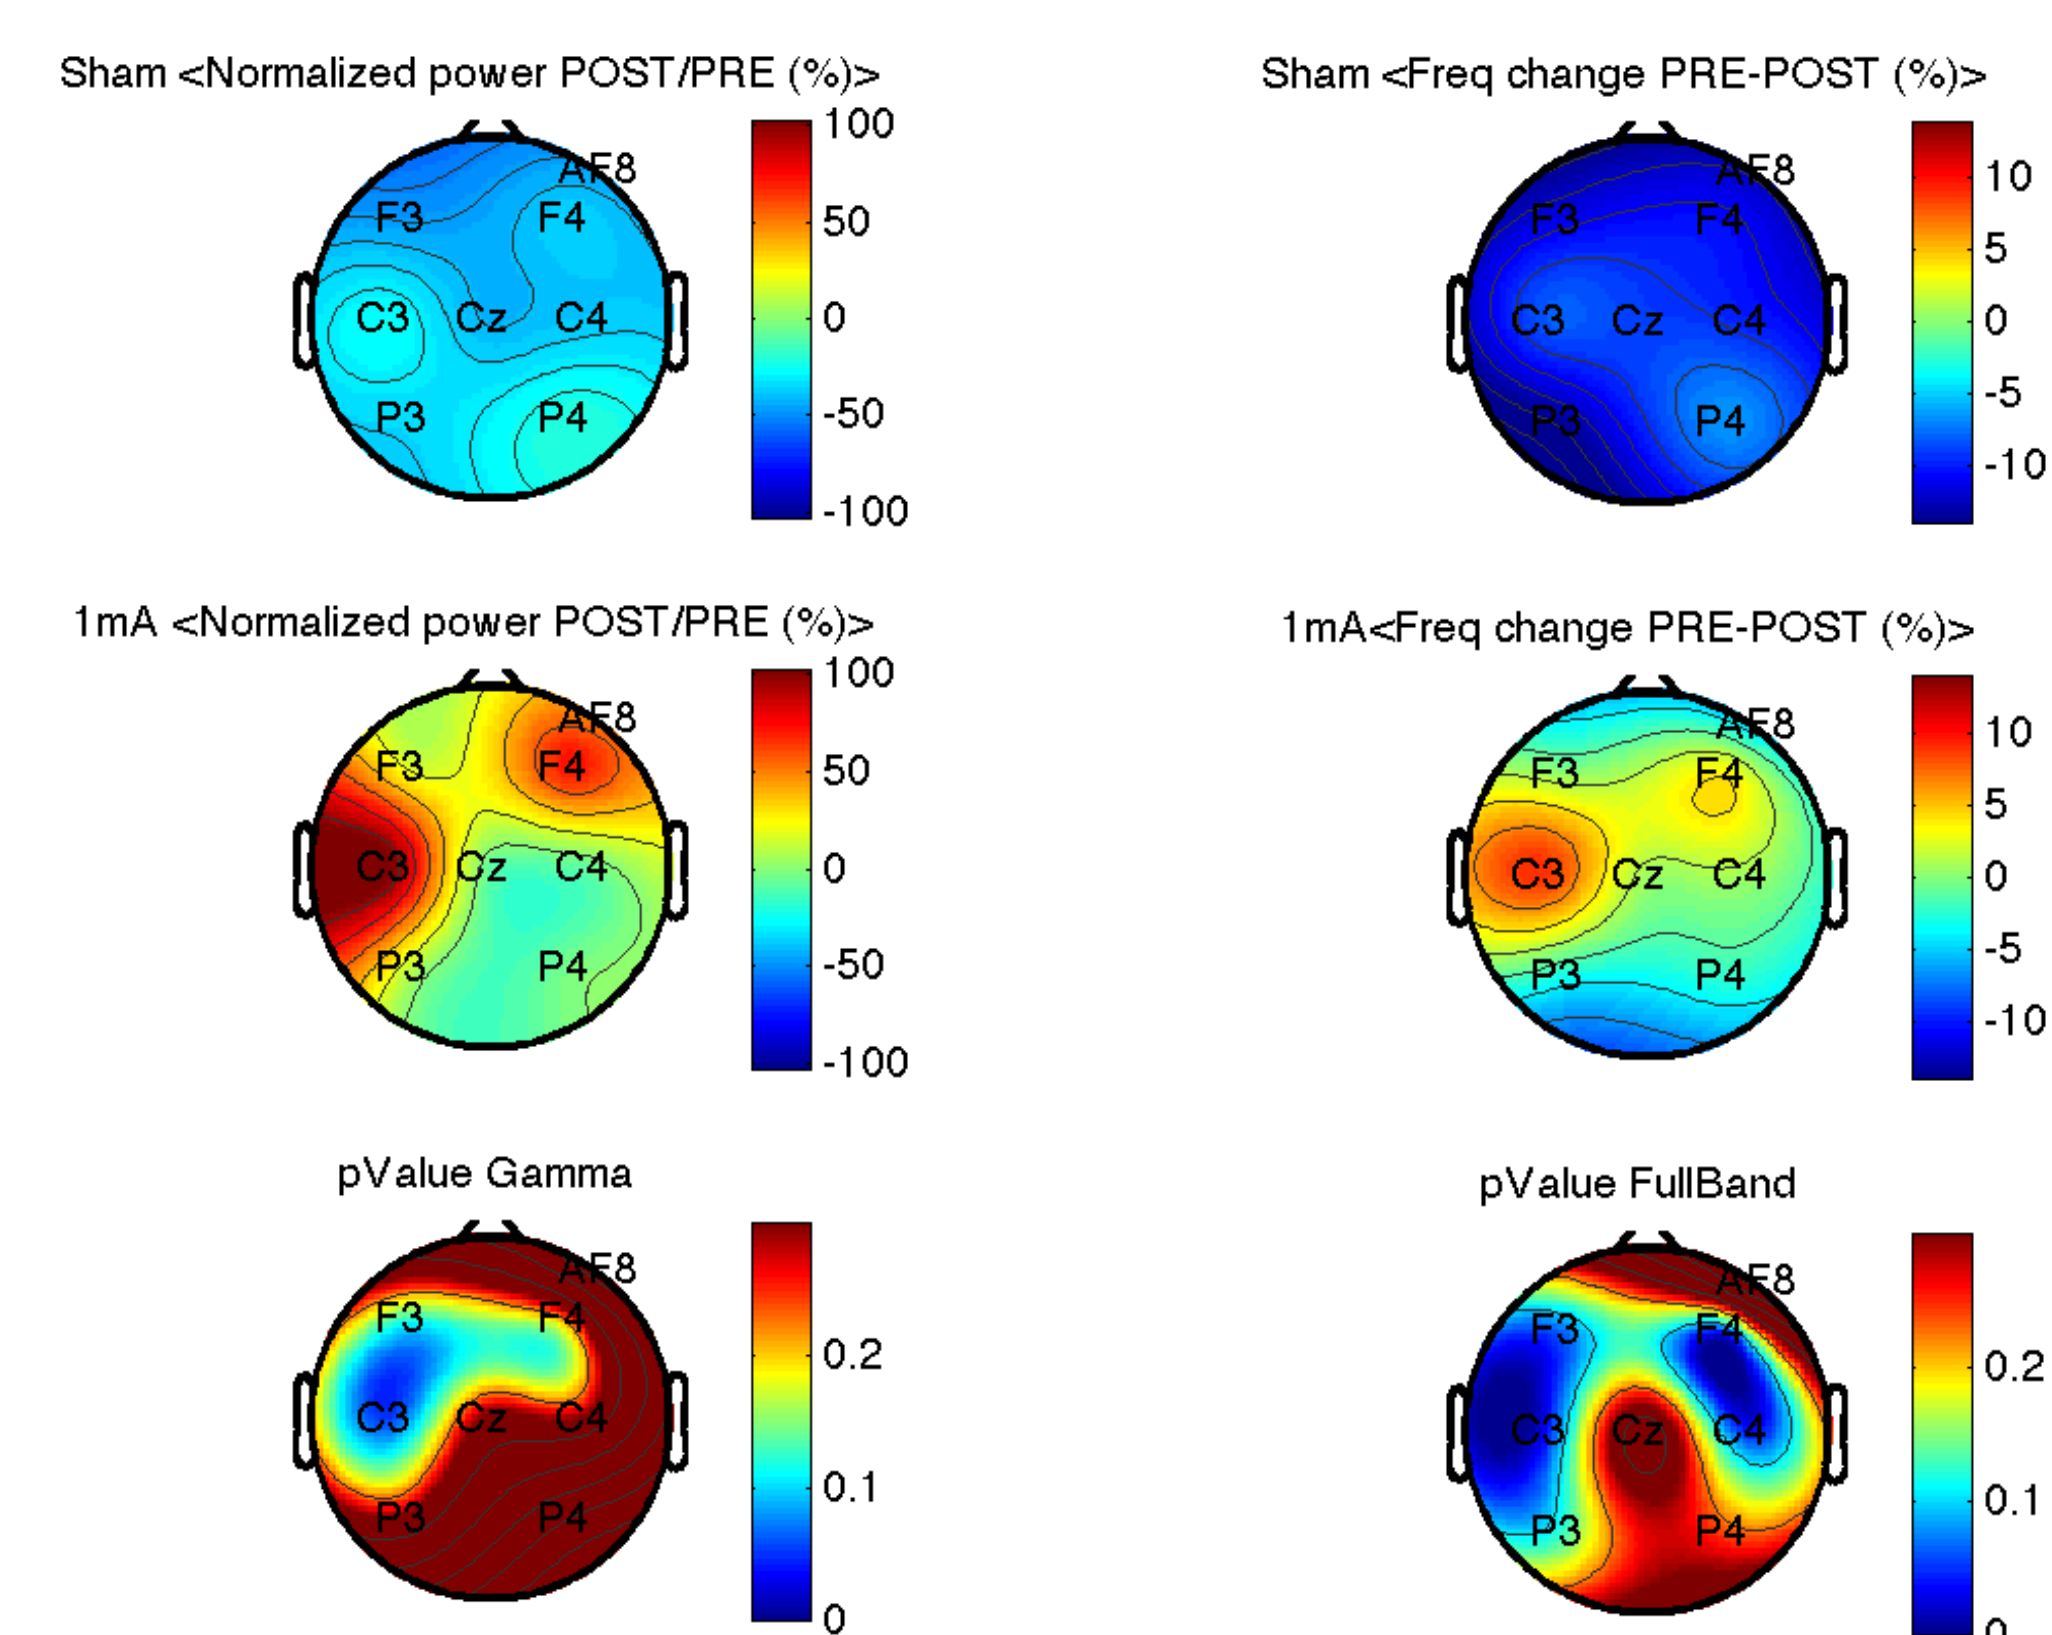 Sham <Normalized power POST/PRE (%)>
100
50
0
-50
-100
AF8
F3
F4
C3
Cz
C4
P3
P4
Sham <Freq change PRE-POST (%)>
10
5
0
-5
-10
AF8
F3
F4
C3
Cz
C4
P3
P4
1mA <Normalized power POST/PRE (%)>
100
50
0
-50
-100
AF8
F3
F4
C3
Cz
C4
P3
P4
1mA<Freq change PRE-POST (%)>
10
5
0
-5
-10
AF8
F3
F4
C3
Cz
C4
P3
P4
pValue Gamma
0.2
0.1
0
AF8
F3
F4
C3
Cz
C4
P3
P4
pValue FullBand
0.2
0.1
0
AF8
F3
F4
C3
Cz
C4
P3
P4